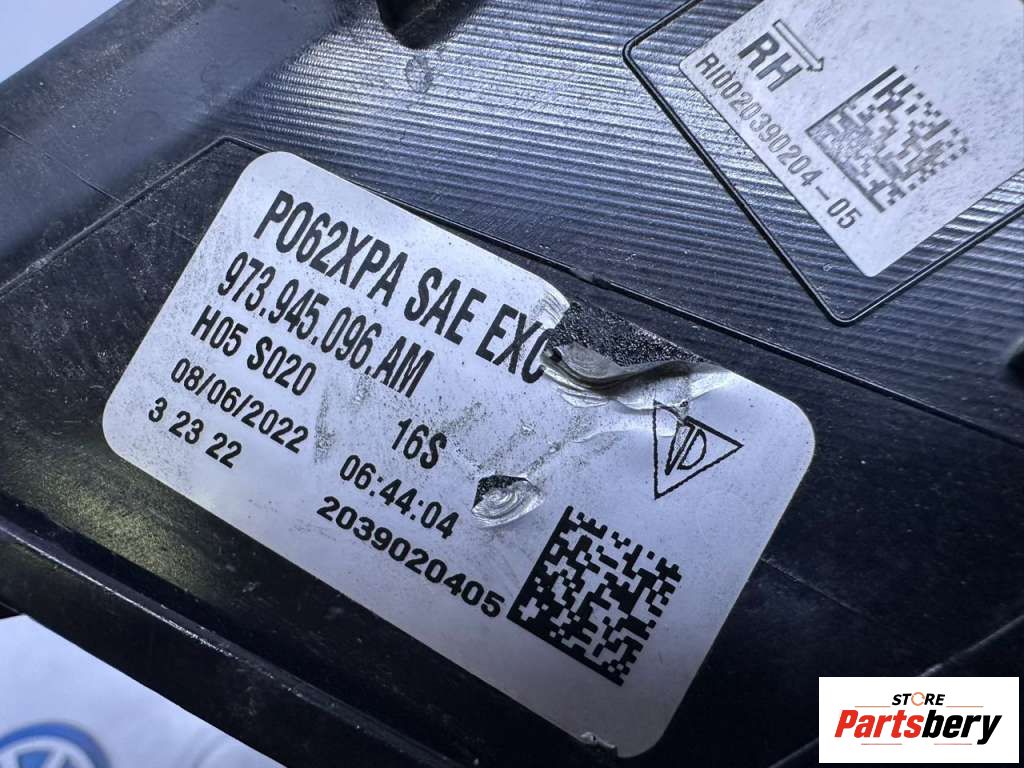 RH
RI0020390204-05
P062XPA SAE EXC
973.945.096.AM
H05 S020
16S
08/06/2022 06:44:04
3 23 22
2039020405
STORE
Partsbery